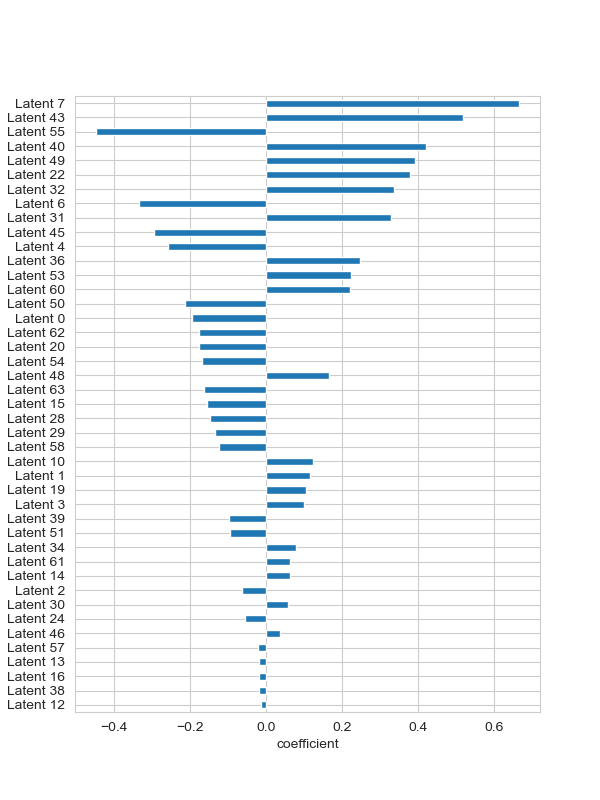 Latent 7
Latent 43
Latent 55
Latent 40
Latent 49
Latent 22
Latent 32
Latent 6
Latent 31
Latent 45
Latent 4
Latent 36
Latent 53
Latent 60
Latent 50
Latent 0
Latent 62
Latent 20
Latent 54
Latent 48
Latent 63
Latent 15
Latent 28
Latent 29
Latent 58
Latent 10
Latent 1
Latent 19
Latent 3
Latent 39
Latent 51
Latent 34
Latent 61
Latent 14
Latent 2
Latent 30
Latent 24
Latent 46
Latent 57
Latent 13
Latent 16
Latent 38
Latent 12
−0.4 −0.2 0.0 0.2 0.4 0.6
coefficient